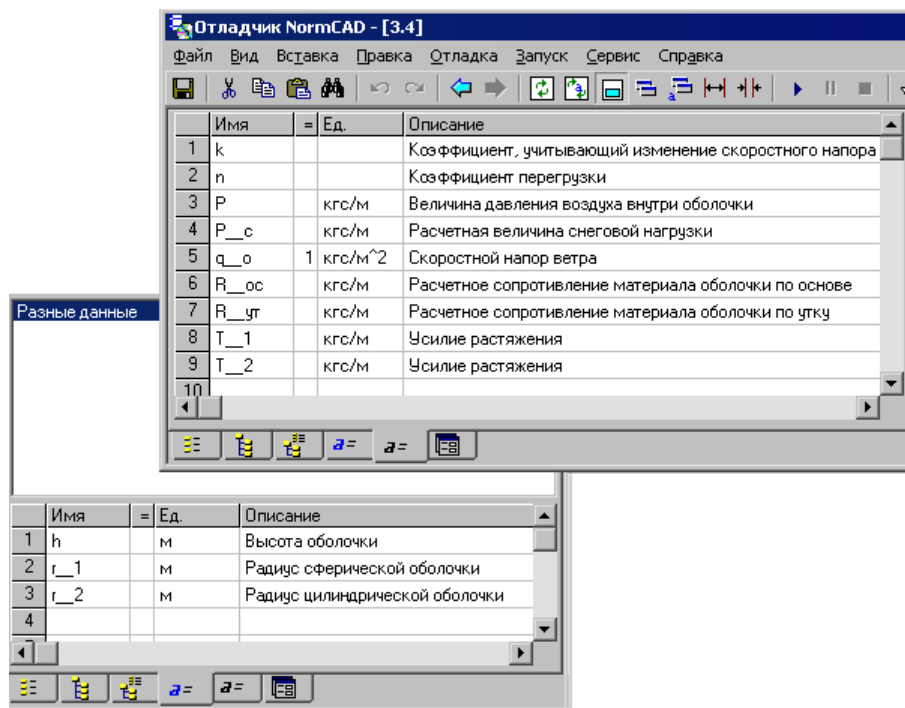 Отладчик NormCAD - [3.4]
Файл Вид Вставка Правка Отладка Запуск Сервис Справка
Имя = Ед. Описание
1 k Коэффициент, учитывающий изменение скоростного напора
2 n Коэффициент перегрузки
3 P кгс/м Величина давления воздуха внутри оболочки
4 P__с кгс/м Расчетная величина снеговой нагрузки
5 q__о 1 кгс/м^2 Скоростной напор ветра
6 R__ос кгс/м Расчетное сопротивление материала оболочки по основе
7 R__ут кгс/м Расчетное сопротивление материала оболочки по утку
8 T__1 кгс/м Усилие растяжения
9 T__2 кгс/м Усилие растяжения
10
a= a=
Разные данные
Имя = Ед. Описание
1 h м Высота оболочки
2 r__1 м Радиус сферической оболочки
3 r__2 м Радиус цилиндрической оболочки
4
a= a=